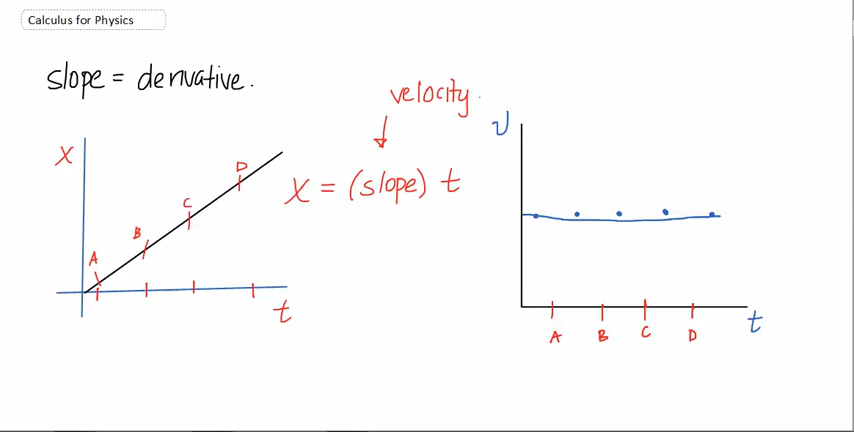 Calculus for Physics
slope = derivative.
velocity.
x = (slope) t
x
A
B
C
D
t
v
A
B
C
D
t